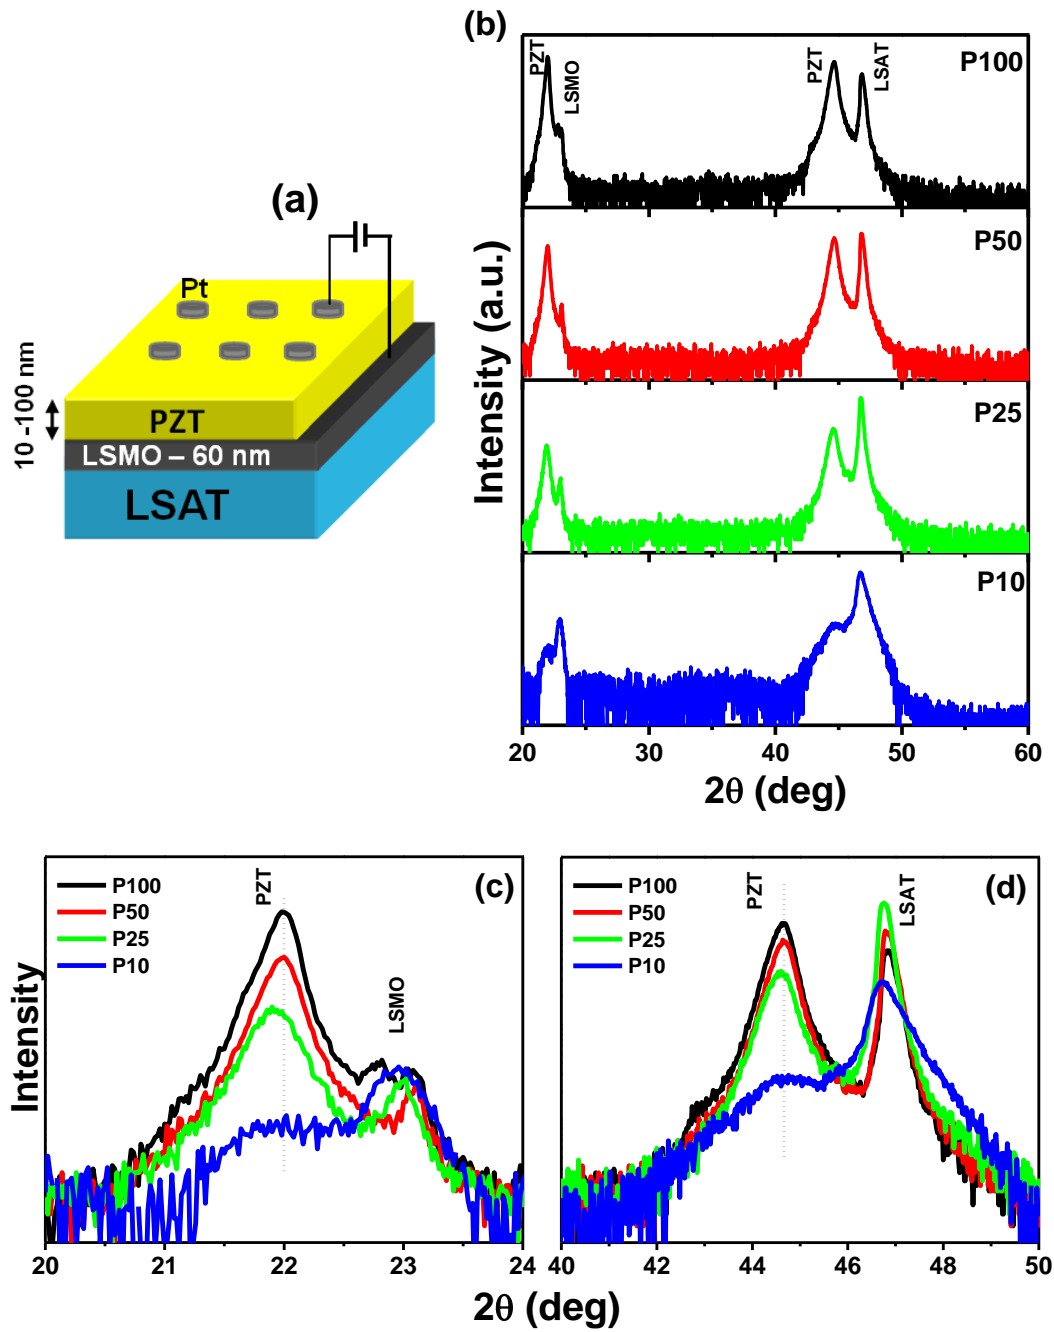 (a)
Pt
10 -100 nm
PZT
LSMO – 60 nm
LSAT
(b)
PZT
LSMO
PZT
LSAT
P100
P50
P25
P10
Intensity (a.u.)
20 30 40 50 60
2θ (deg)
(c)
P100
P50
P25
P10
PZT
LSMO
Intensity
20 21 22 23 24
(d)
P100
P50
P25
P10
PZT
LSAT
40 42 44 46 48 50
2θ (deg)